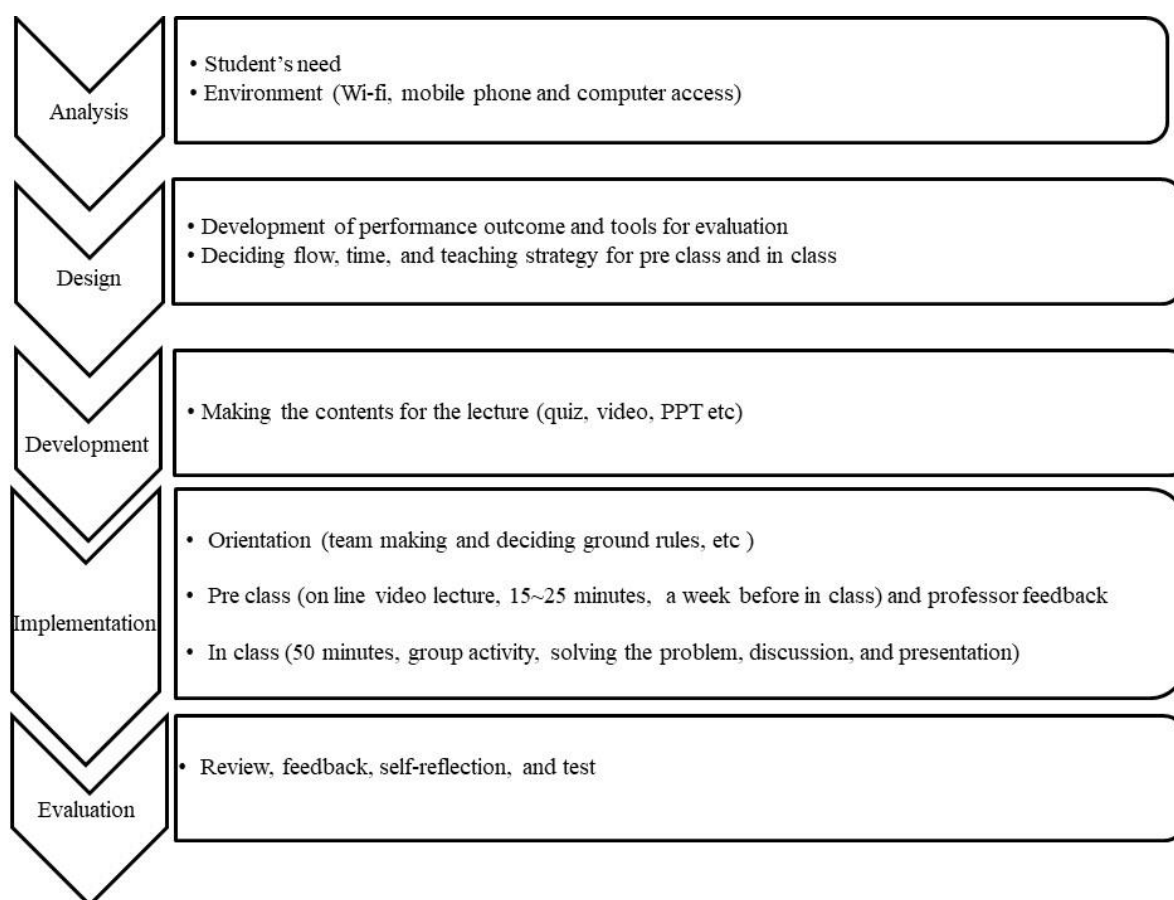 Analysis
• Student's need
• Environment (Wi-fi, mobile phone and computer access)
Design
• Development of performance outcome and tools for evaluation
• Deciding flow, time, and teaching strategy for pre class and in class
Development
• Making the contents for the lecture (quiz, video, PPT etc)
Implementation
• Orientation (team making and deciding ground rules, etc )
• Pre class (on line video lecture, 15~25 minutes, a week before in class) and professor feedback
• In class (50 minutes, group activity, solving the problem, discussion, and presentation)
Evaluation
• Review, feedback, self-reflection, and test